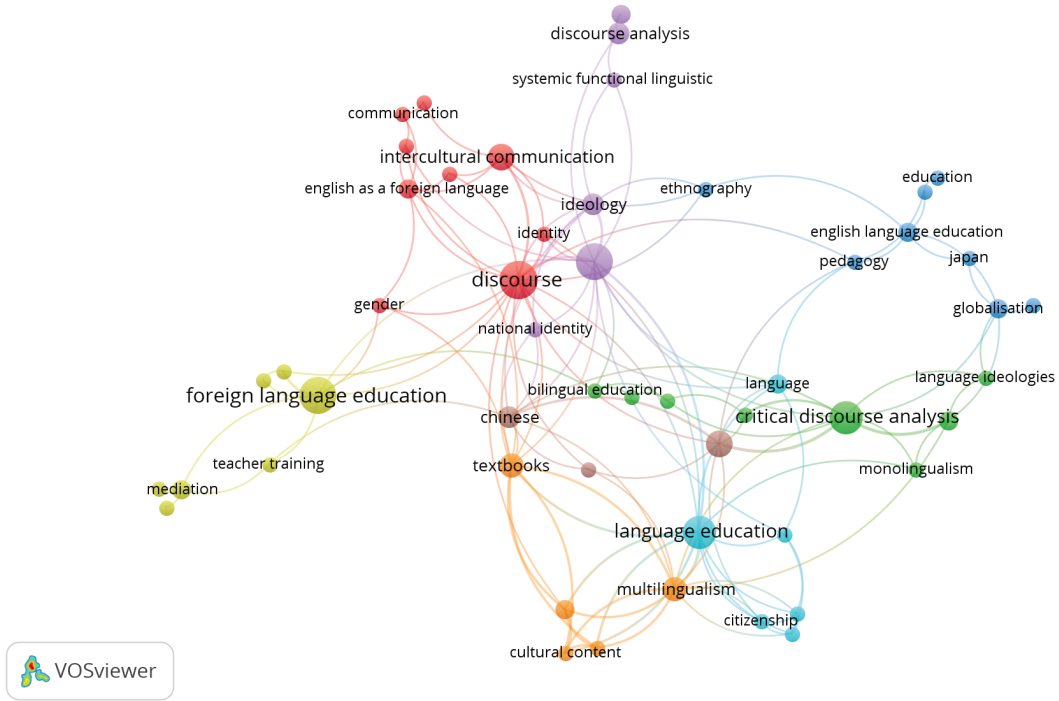 discourse analysis
systemic functional linguistic
communication
intercultural communication
english as a foreign language
ethnography
education
ideology
identity
english language education
pedagogy
japan
discourse
gender
national identity
globalisation
foreign language education
bilingual education
language
language ideologies
chinese
critical discourse analysis
teacher training
textbooks
monolingualism
mediation
language education
multilingualism
citizenship
cultural content
VOSviewer